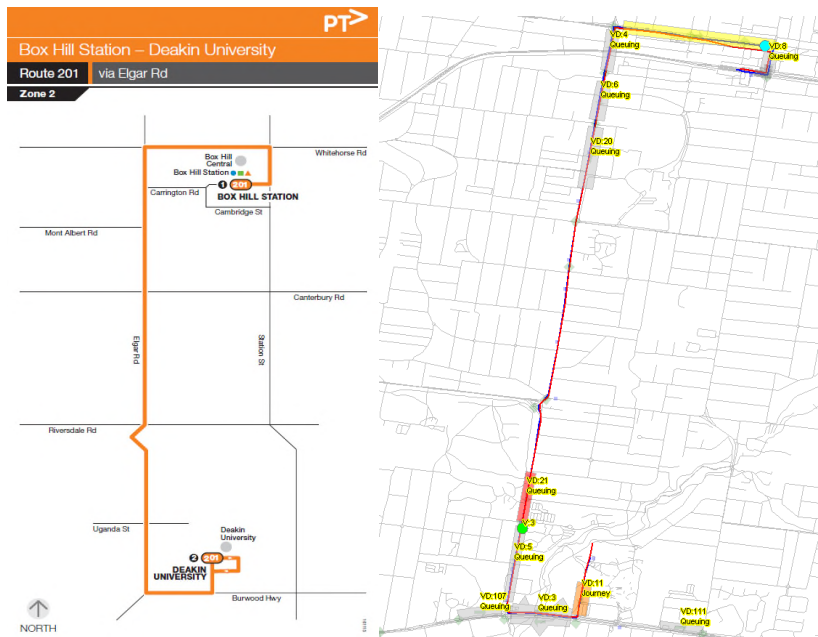 PT>
Box Hill Station – Deakin University
Route 201 via Elgar Rd
Zone 2
Whitehorse Rd
Box Hill
Central
Box Hill Station
1 201
Carrington Rd
BOX HILL STATION
Cambridge St
Mont Albert Rd
Canterbury Rd
Elgar Rd
Station St
Riversdale Rd
Uganda St
Deakin
University
2 201
DEAKIN
UNIVERSITY
Burwood Hwy
NORTH
VD:4
Queuing
VD:8
Queuing
VD:6
Queuing
VD:20
Queuing
VD:21
Queuing
V:3
VD:5
Queuing
VD:107
Queuing
VD:3
Queuing
VD:11
Journey
VD:111
Queuing